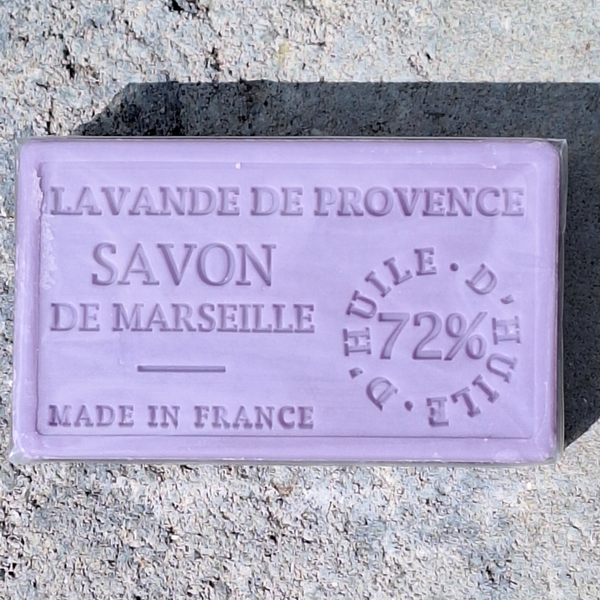 LAVANDE DE PROVENCE
SAVON
DE MARSEILLE
MADE IN FRANCE
D'HUILE · D'HUILE ·
72%